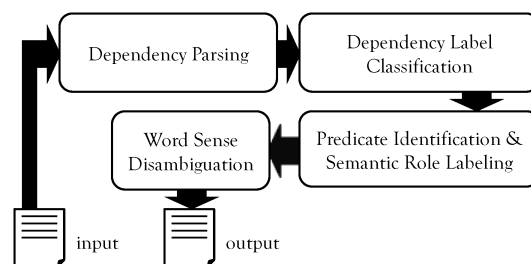 Dependency Parsing
Dependency Label
Classification
Predicate Identification &
Semantic Role Labeling
Word Sense
Disambiguation
input
output